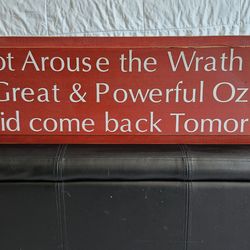 ot Arouse the Wrath
Great & Powerful Oz
id come back Tomor